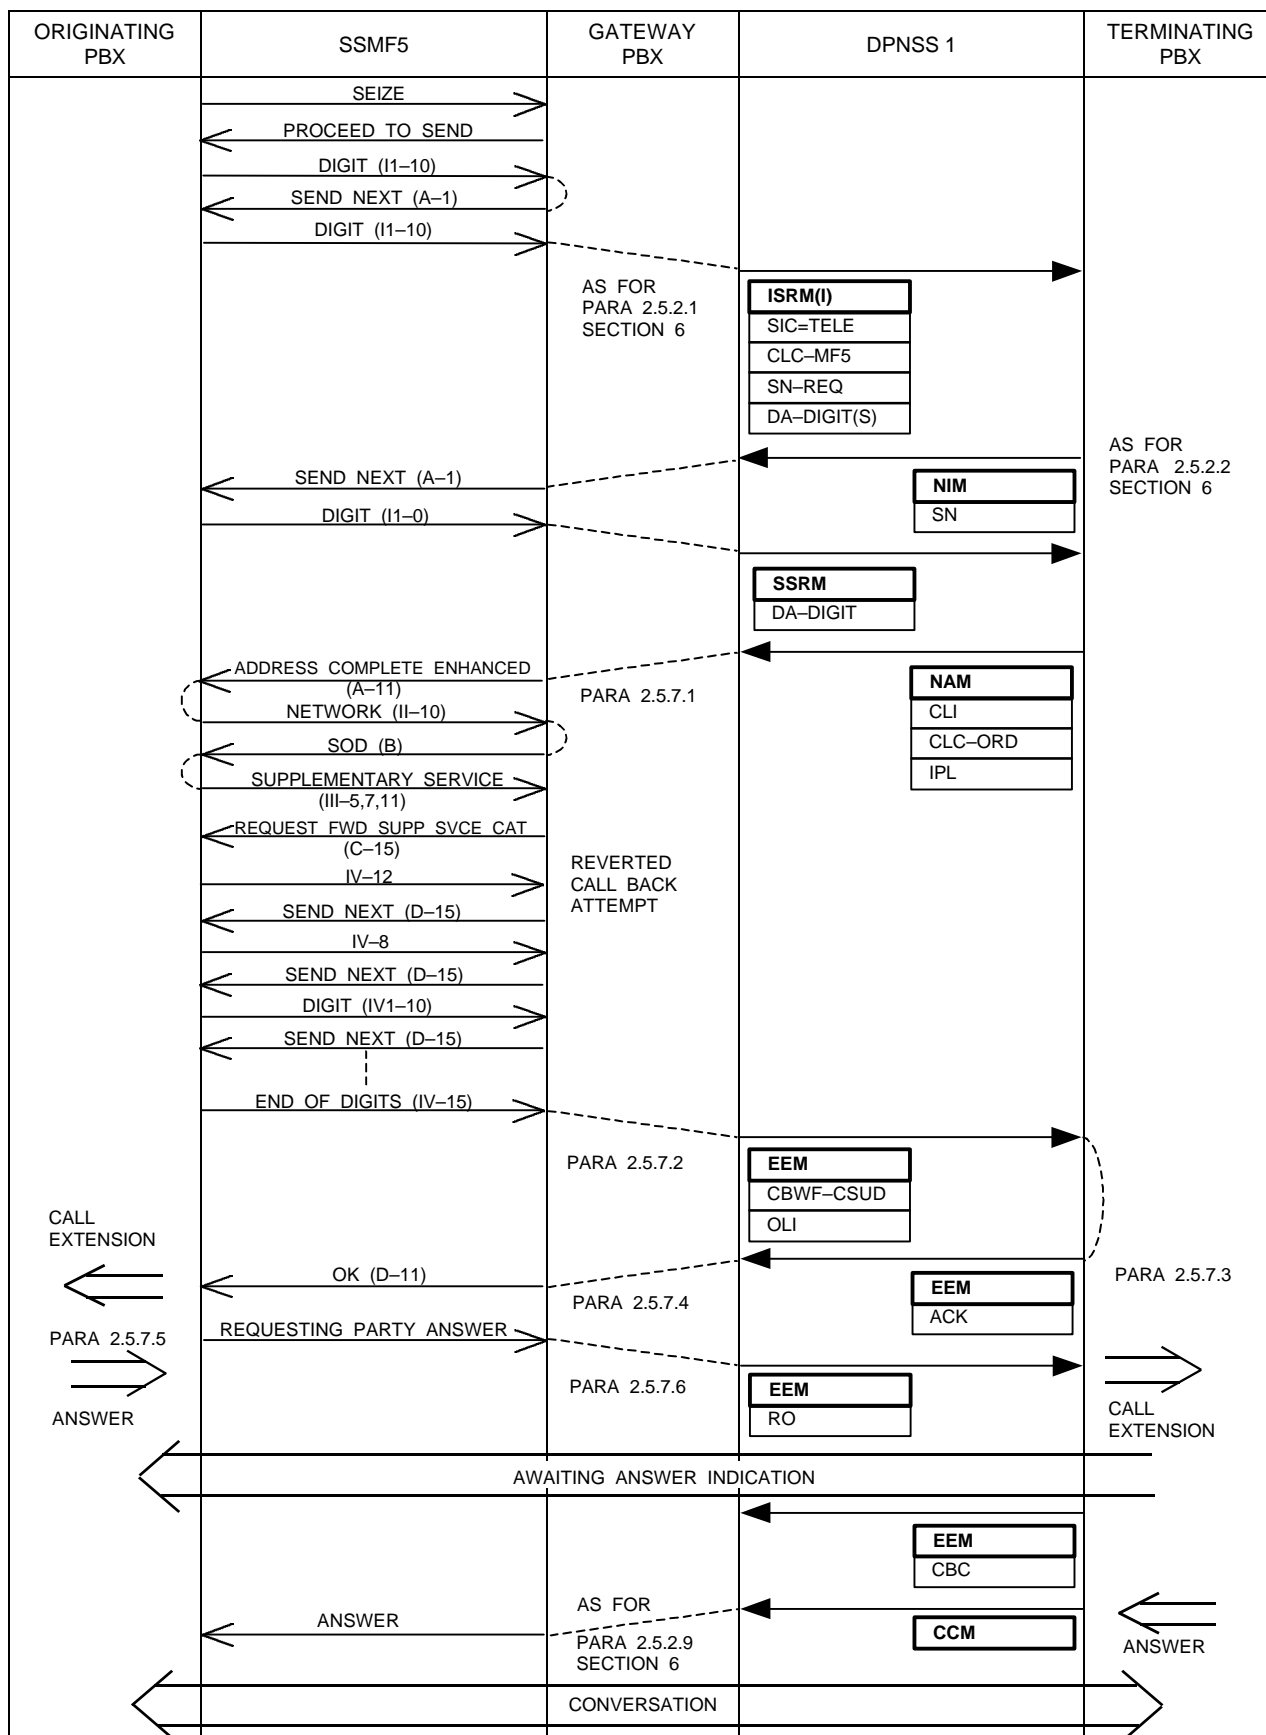 ORIGINATING
PBX
SSMF5
GATEWAY
PBX
DPNSS 1
TERMINATING
PBX
SEIZE
PROCEED TO SEND
DIGIT (I1–10)
SEND NEXT (A–1)
DIGIT (I1–10)
AS FOR
PARA 2.5.2.1
SECTION 6
ISRM(I)
SIC=TELE
CLC–MF5
SN–REQ
DA–DIGIT(S)
AS FOR
PARA 2.5.2.2
SECTION 6
SEND NEXT (A–1)
NIM
SN
DIGIT (I1–0)
SSRM
DA–DIGIT
ADDRESS COMPLETE ENHANCED
(A–11)
PARA 2.5.7.1
NAM
CLI
CLC–ORD
IPL
NETWORK (II–10)
SOD (B)
SUPPLEMENTARY SERVICE
(III–5,7,11)
REQUEST FWD SUPP SVCE CAT
(C–15)
REVERTED
CALL BACK
ATTEMPT
IV–12
SEND NEXT (D–15)
IV–8
SEND NEXT (D–15)
DIGIT (IV1–10)
SEND NEXT (D–15)
END OF DIGITS (IV–15)
PARA 2.5.7.2
EEM
CBWF–CSUD
OLI
CALL
EXTENSION
OK (D–11)
PARA 2.5.7.4
EEM
ACK
PARA 2.5.7.3
PARA 2.5.7.5
REQUESTING PARTY ANSWER
PARA 2.5.7.6
EEM
RO
ANSWER
CALL
EXTENSION
AWAITING ANSWER INDICATION
EEM
CBC
ANSWER
AS FOR
PARA 2.5.2.9
SECTION 6
CCM
ANSWER
CONVERSATION